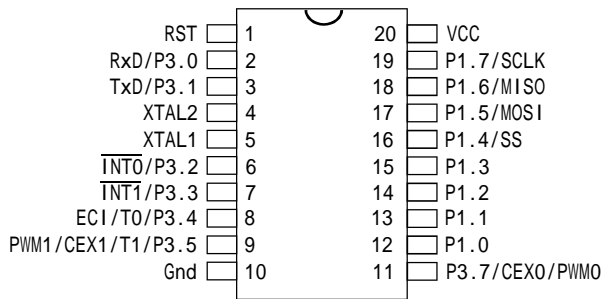 RST 1 20 VCC
RxD/P3.0 2 19 P1.7/SCLK
TxD/P3.1 3 18 P1.6/MISO
XTAL2 4 17 P1.5/MOSI
XTAL1 5 16 P1.4/SS
INT0/P3.2 6 15 P1.3
INT1/P3.3 7 14 P1.2
ECI/T0/P3.4 8 13 P1.1
PWM1/CEX1/T1/P3.5 9 12 P1.0
Gnd 10 11 P3.7/CEX0/PWM0